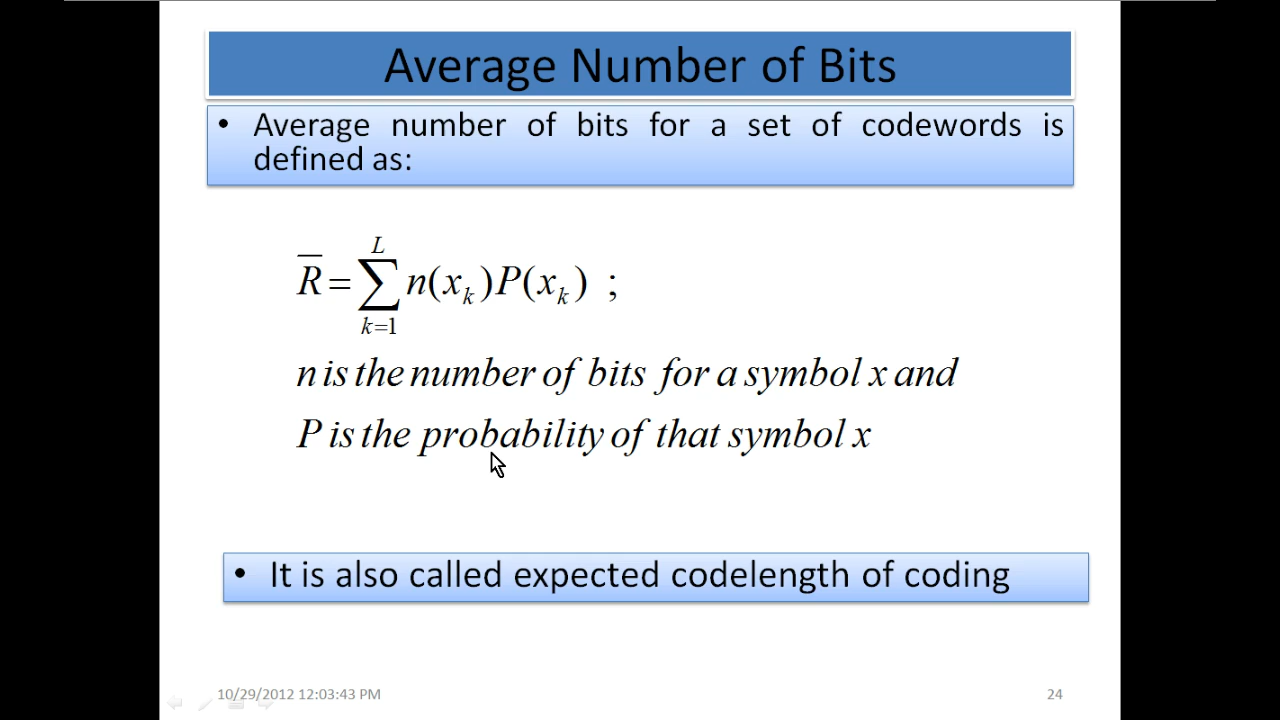 Average Number of Bits
• Average number of bits for a set of codewords is
defined as:
R̅ = ∑_{k=1}^{L} n(x_k)P(x_k) ;
n is the number of bits for a symbol x and
P is the probability of that symbol x
• It is also called expected codelength of coding
10/29/2012 12:03:43 PM
24